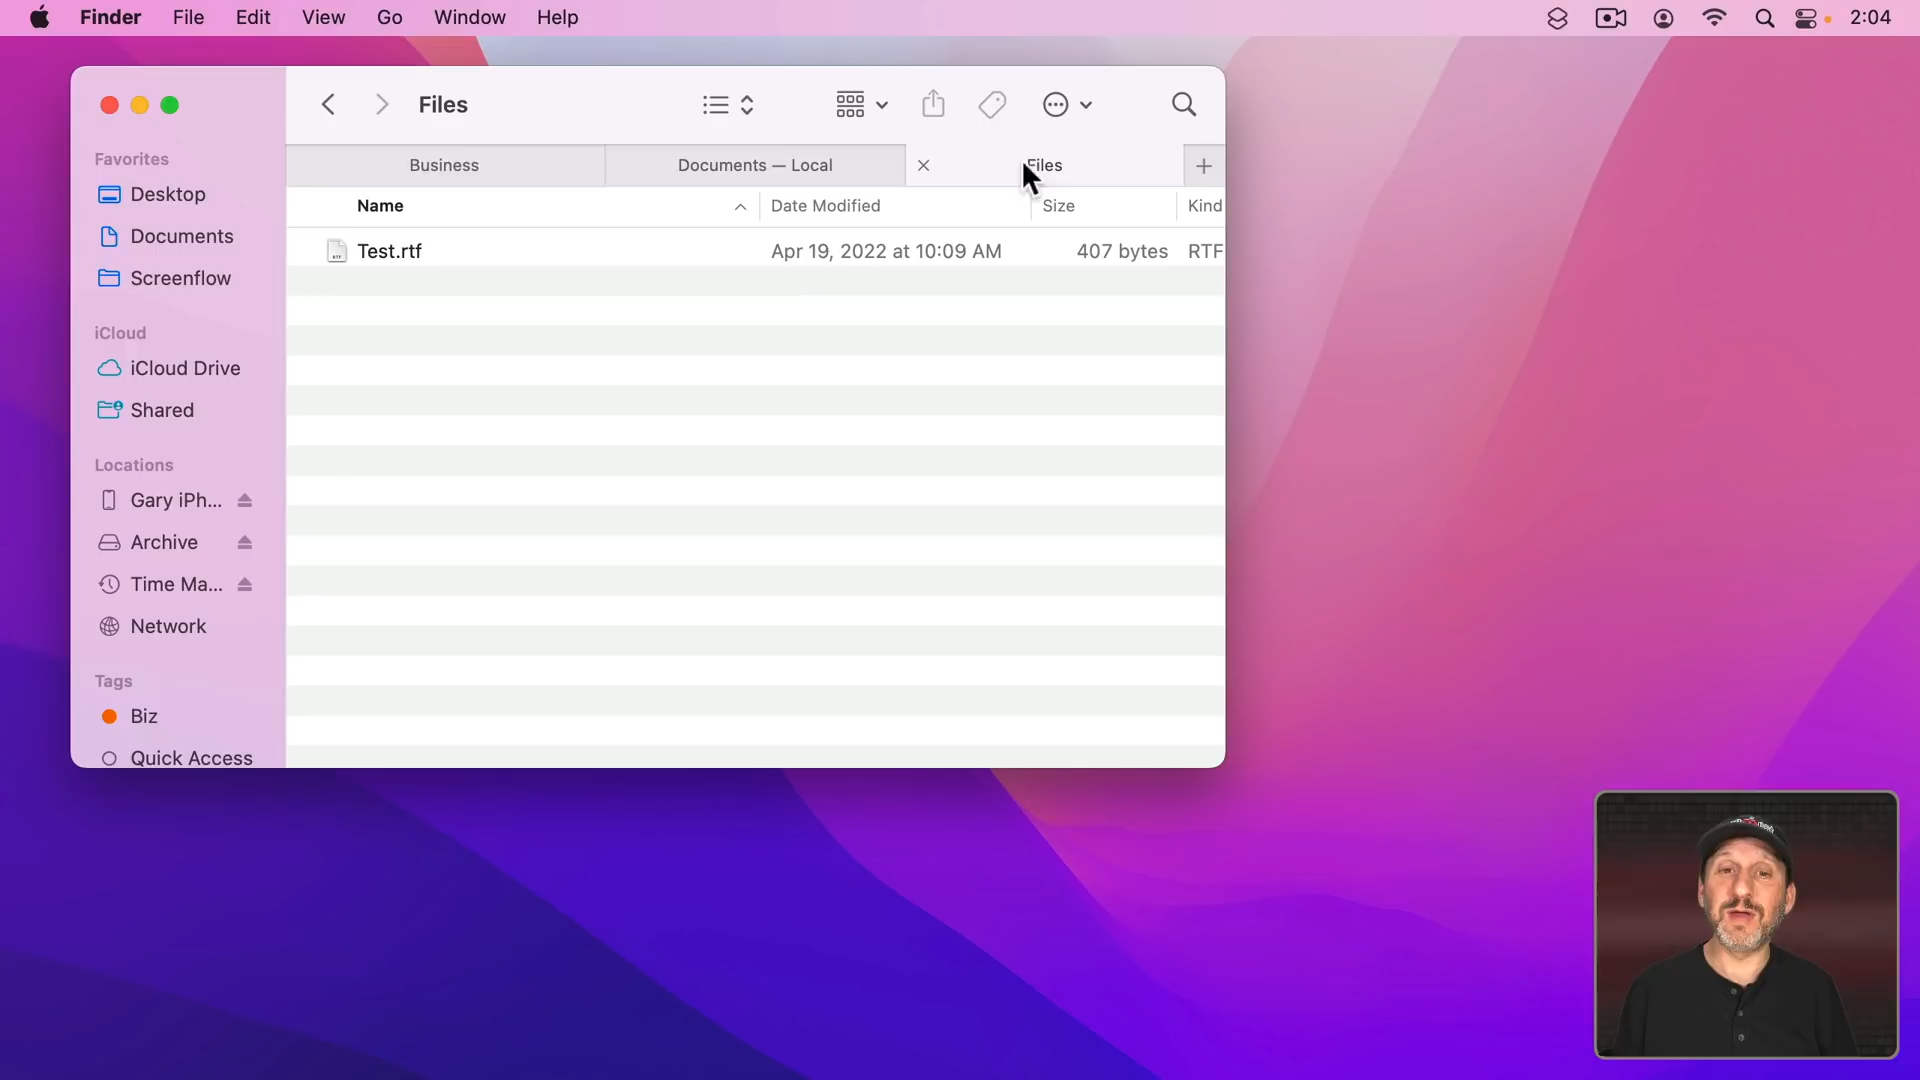 Finder File Edit View Go Window Help 2:04
Files
Business Documents — Local Files
Name Date Modified Size Kind
Test.rtf Apr 19, 2022 at 10:09 AM 407 bytes RTF
Favorites
Desktop
Documents
Screenflow
iCloud
iCloud Drive
Shared
Locations
Gary iPh...
Archive
Time Ma...
Network
Tags
Biz
Quick Access